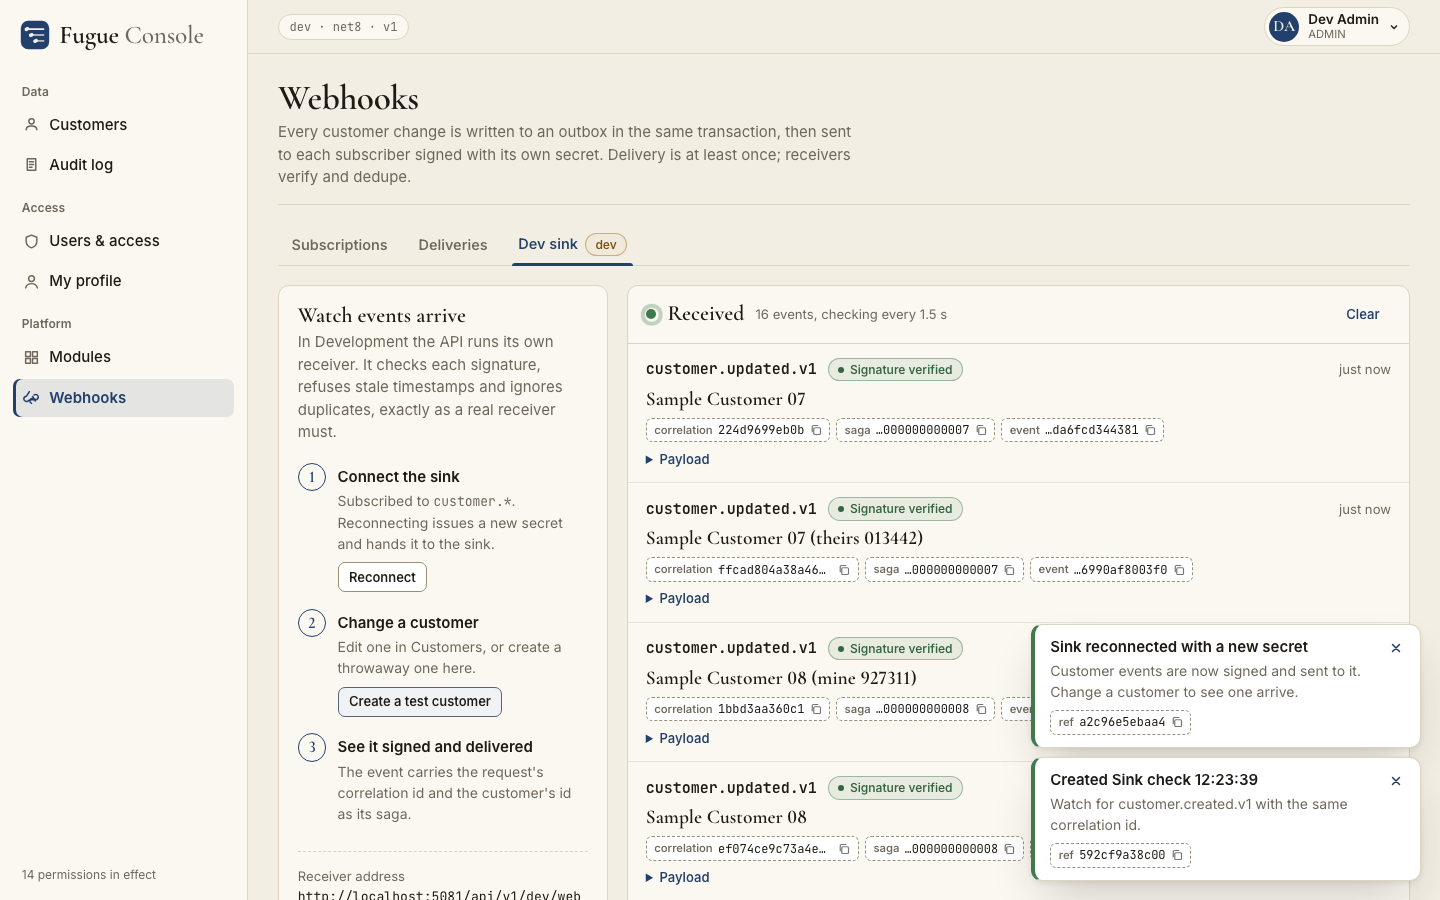 Fugue Console
Data
Customers
Audit log
Access
Users & access
My profile
Platform
Modules
Webhooks
14 permissions in effect
dev · net8 · v1
DA
Dev Admin
ADMIN
Webhooks
Every customer change is written to an outbox in the same transaction, then sent
to each subscriber signed with its own secret. Delivery is at least once; receivers
verify and dedupe.
Subscriptions
Deliveries
Dev sink dev
Watch events arrive
In Development the API runs its own
receiver. It checks each signature,
refuses stale timestamps and ignores
duplicates, exactly as a real receiver
must.
1 Connect the sink
Subscribed to customer.*.
Reconnecting issues a new secret
and hands it to the sink.
Reconnect
2 Change a customer
Edit one in Customers, or create a
throwaway one here.
Create a test customer
3 See it signed and delivered
The event carries the request's
correlation id and the customer's id
as its saga.
Receiver address
http://localhost:5081/api/v1/dev/web
Received 16 events, checking every 1.5 s
Clear
customer.updated.v1 Signature verified just now
Sample Customer 07
correlation 224d9699eb0b saga …000000000007 event …da6fcd344381
Payload
customer.updated.v1 Signature verified just now
Sample Customer 07 (theirs 013442)
correlation ffcad804a38a46… saga …000000000007 event …6990af8003f0
Payload
customer.updated.v1 Signature verified
Sample Customer 08 (mine 927311)
correlation 1bbd3aa360c1 saga …000000000008
Payload
customer.updated.v1 Signature verified
Sample Customer 08
correlation ef074ce9c73a4e… saga …000000000008
Payload
Sink reconnected with a new secret
Customer events are now signed and sent to it.
Change a customer to see one arrive.
ref a2c96e5ebaa4
Created Sink check 12:23:39
Watch for customer.created.v1 with the same
correlation id.
ref 592cf9a38c00